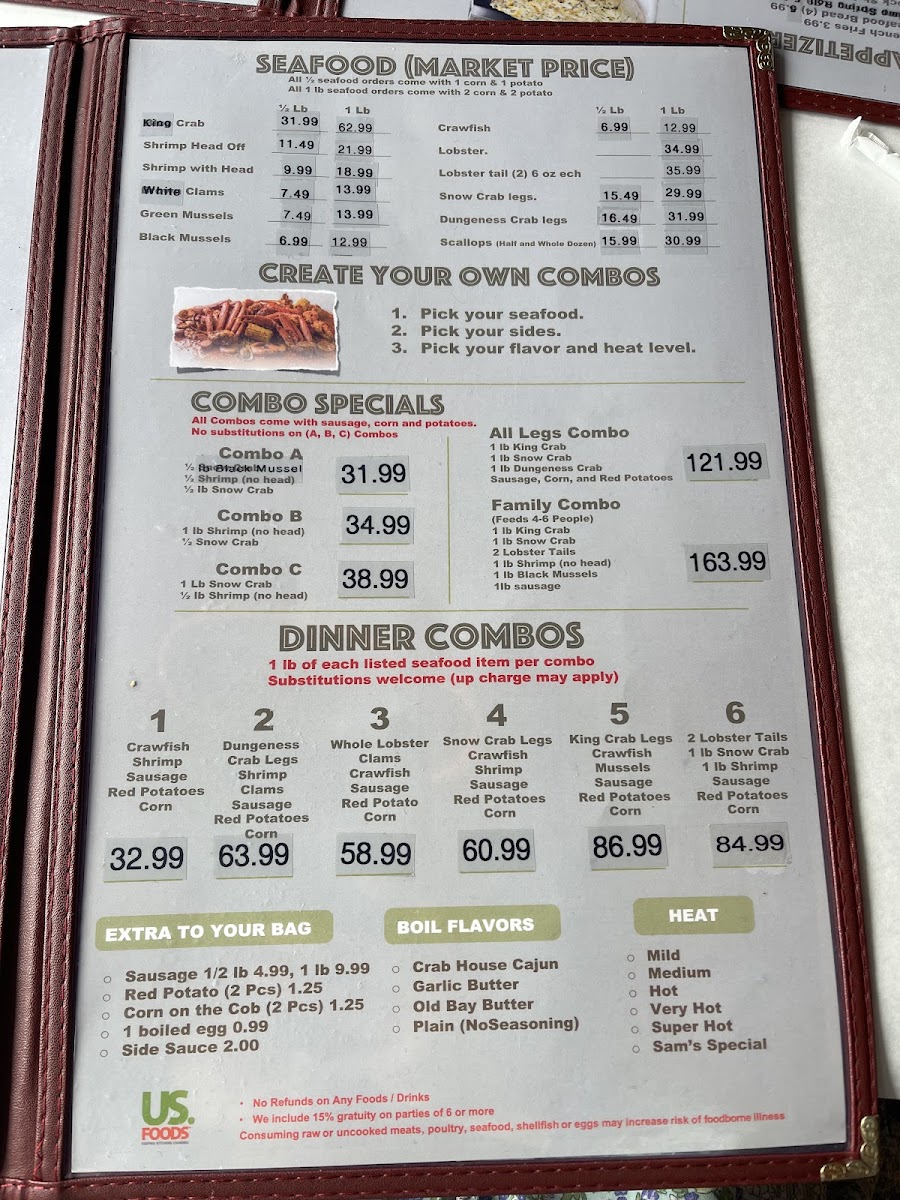 SEAFOOD (MARKET PRICE)
All ½ seafood orders come with 1 corn & 1 potato
All 1 lb seafood orders come with 2 corn & 2 potato
½ Lb 1 Lb
King Crab 31.99 62.99
Shrimp Head Off 11.49 21.99
Shrimp with Head 9.99 18.99
White Clams 7.49 13.99
Green Mussels 7.49 13.99
Black Mussels 6.99 12.99
½ Lb 1 Lb
Crawfish 6.99 12.99
Lobster. 34.99
Lobster tail (2) 6 oz ech 35.99
Snow Crab legs. 15.49 29.99
Dungeness Crab legs 16.49 31.99
Scallops (Half and Whole Dozen) 15.99 30.99
CREATE YOUR OWN COMBOS
1. Pick your seafood.
2. Pick your sides.
3. Pick your flavor and heat level.
COMBO SPECIALS
All Combos come with sausage, corn and potatoes.
No substitutions on (A, B, C) Combos
Combo A
½ lb Black Mussel
½ Shrimp (no head)
½ lb Snow Crab
31.99
Combo B
1 lb Shrimp (no head)
½ Snow Crab
34.99
Combo C
1 Lb Snow Crab
½ lb Shrimp (no head)
38.99
All Legs Combo
1 lb King Crab
1 lb Snow Crab
1 lb Dungeness Crab
Sausage, Corn, and Red Potatoes
121.99
Family Combo
(Feeds 4-6 People)
1 lb King Crab
1 lb Snow Crab
2 Lobster Tails
1 lb Shrimp (no head)
1 lb Black Mussels
1lb sausage
163.99
DINNER COMBOS
1 lb of each listed seafood item per combo
Substitutions welcome (up charge may apply)
1
Crawfish
Shrimp
Sausage
Red Potatoes
Corn
32.99
2
Dungeness
Crab Legs
Shrimp
Clams
Sausage
Red Potatoes
Corn
63.99
3
Whole Lobster
Clams
Crawfish
Sausage
Red Potato
Corn
58.99
4
Snow Crab Legs
Crawfish
Shrimp
Sausage
Red Potatoes
Corn
60.99
5
King Crab Legs
Crawfish
Mussels
Sausage
Red Potatoes
Corn
86.99
6
2 Lobster Tails
1 lb Snow Crab
1 lb Shrimp
Sausage
Red Potatoes
Corn
84.99
EXTRA TO YOUR BAG
Sausage 1/2 lb 4.99, 1 lb 9.99
Red Potato (2 Pcs) 1.25
Corn on the Cob (2 Pcs) 1.25
1 boiled egg 0.99
Side Sauce 2.00
BOIL FLAVORS
Crab House Cajun
Garlic Butter
Old Bay Butter
Plain (NoSeasoning)
HEAT
Mild
Medium
Hot
Very Hot
Super Hot
Sam's Special
US.
FOODS
• No Refunds on Any Foods / Drinks
• We include 15% gratuity on parties of 6 or more
Consuming raw or uncooked meats, poultry, seafood, shellfish or eggs may increase risk of foodborne illness
APPETIZER
French Fries 3.99